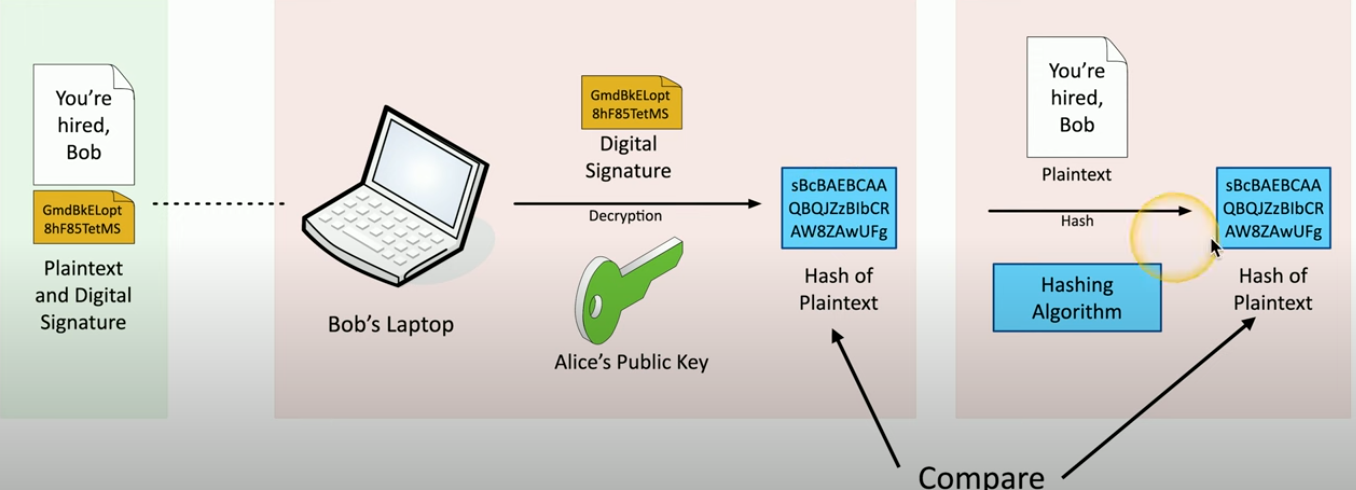 You're
hired,
Bob
GmdBkELopt
8hF85TetMS
Plaintext
and Digital
Signature
Bob's Laptop
GmdBkELopt
8hF85TetMS
Digital
Signature
Decryption
Alice's Public Key
sBcBAEBCAA
QBQJZzBIbCR
AW8ZAwUFg
Hash of
Plaintext
You're
hired,
Bob
Plaintext
Hash
Hashing
Algorithm
sBcBAEBCAA
QBQJZzBIbCR
AW8ZAwUFg
Hash of
Plaintext
Compare